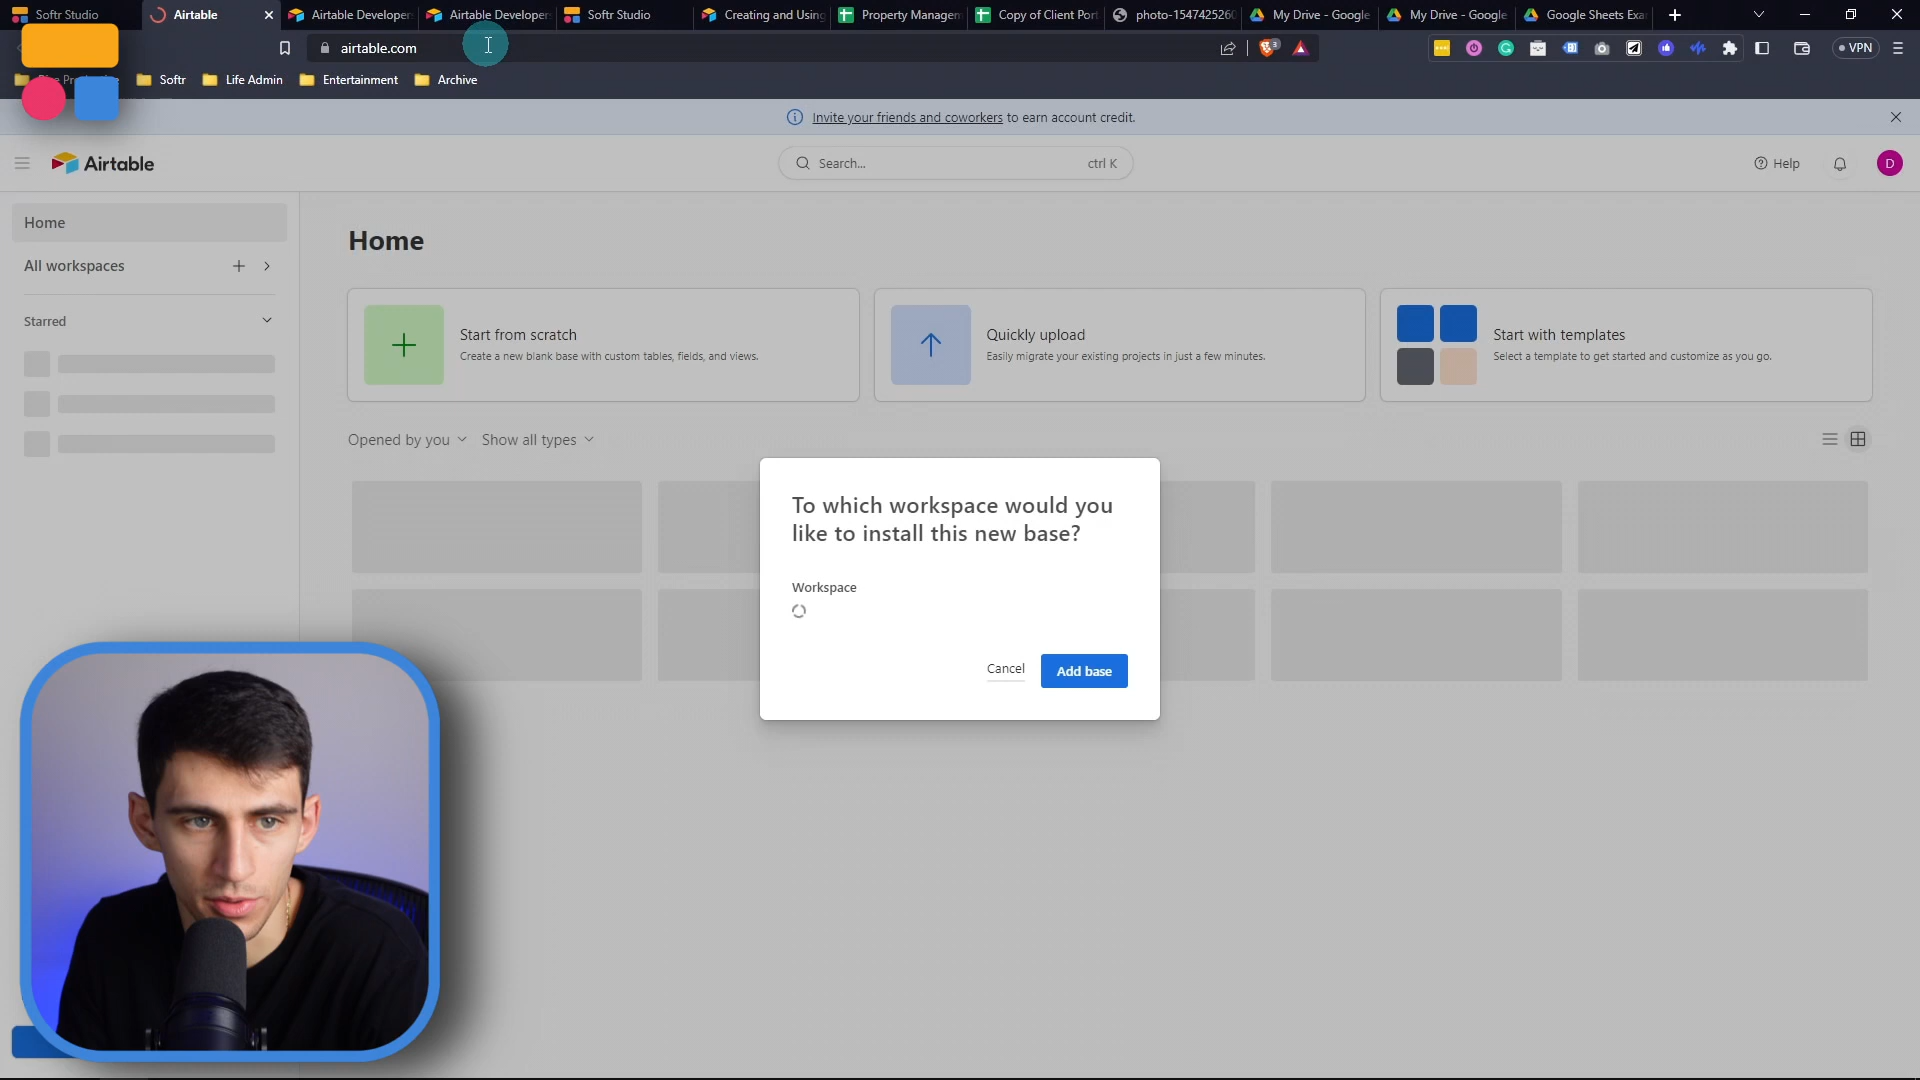 Softr Studio
Airtable
Airtable Developer
Airtable Developer
Softr Studio
Creating and Using
Property Managem
Copy of Client Port
photo-1547425260
My Drive - Google
My Drive - Google
Google Sheets Exa
airtable.com
3
VPN
Softr
Life Admin
Entertainment
Archive
Invite your friends and coworkers to earn account credit.
Airtable
Search...
ctrl K
Help
D
Home
All workspaces
Starred
Home
Start from scratch
Create a new blank base with custom tables, fields, and views.
Quickly upload
Easily migrate your existing projects in just a few minutes.
Start with templates
Select a template to get started and customize as you go.
Opened by you
Show all types
To which workspace would you
like to install this new base?
Workspace
Cancel
Add base